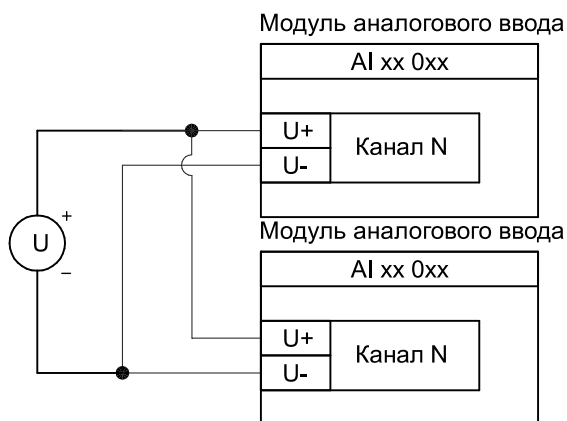 Модуль аналогового ввода
AI xx 0xx
U+
U-
Канал N
+
U
–
Модуль аналогового ввода
AI xx 0xx
U+
U-
Канал N